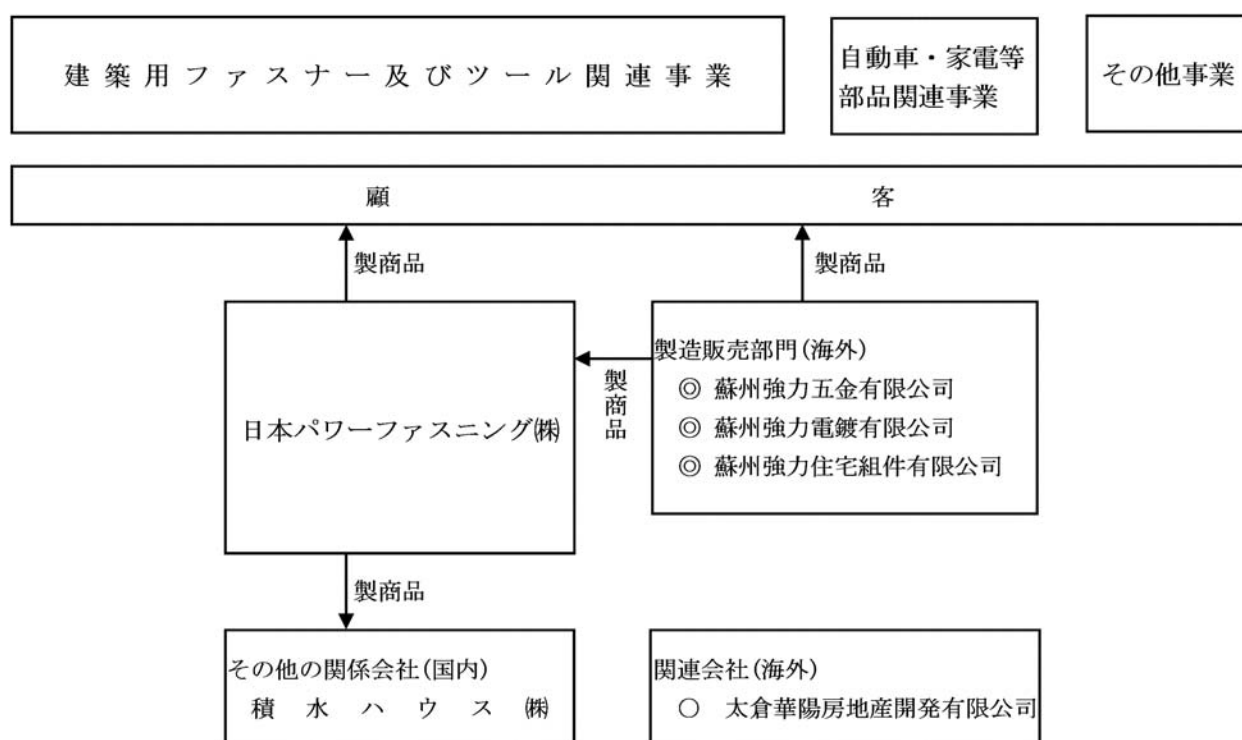 建築用ファスナー及びツール関連事業
自動車・家電等
部品関連事業
その他事業
顧客
製商品
製商品
製造販売部門(海外)
◎ 蘇州強力五金有限公司
◎ 蘇州強力電鍍有限公司
◎ 蘇州強力住宅組件有限公司
製商品
日本パワーファスニング㈱
製商品
その他の関係会社(国内)
積水ハウス㈱
関連会社(海外)
○ 太倉華陽房地産開発有限公司